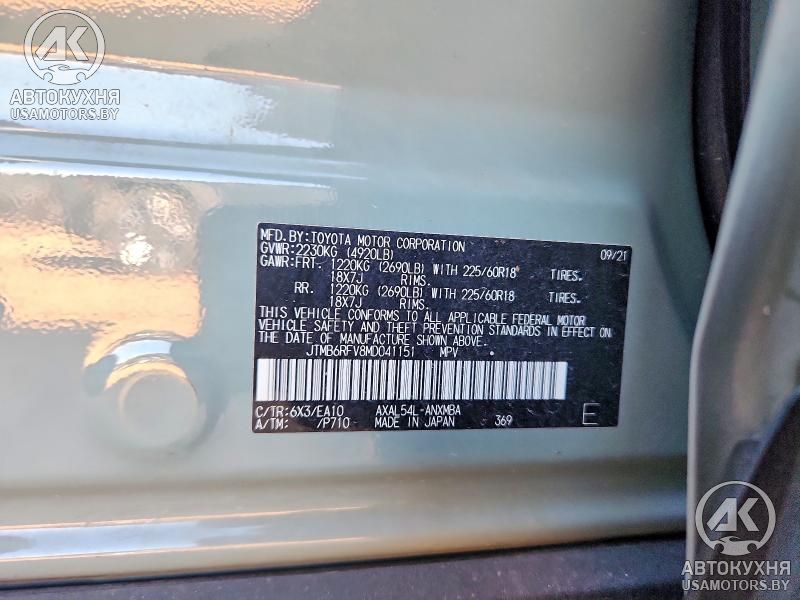 AK
АВТОКУХНЯ
USAMOTORS.BY
MFD.BY:TOYOTA MOTOR CORPORATION 09/21
GVWR:2230KG (4920LB)
GAWR:FRT. 1220KG (2690LB) WITH 225/60R18 TIRES.
18X7J RIMS.
RR. 1220KG (2690LB) WITH 225/60R18 TIRES.
18X7J RIMS.
THIS VEHICLE CONFORMS TO ALL APPLICABLE FEDERAL MOTOR
VEHICLE SAFETY AND THEFT PREVENTION STANDARDS IN EFFECT ON
THE DATE OF MANUFACTURE SHOWN ABOVE.
JTMB6RFV8MD041151 MPV
C/TR:6X3/EA10 AXAL54L-ANXMBA
A/TM: /P710 MADE IN JAPAN 369 E
AK
АВТОКУХНЯ
USAMOTORS.BY